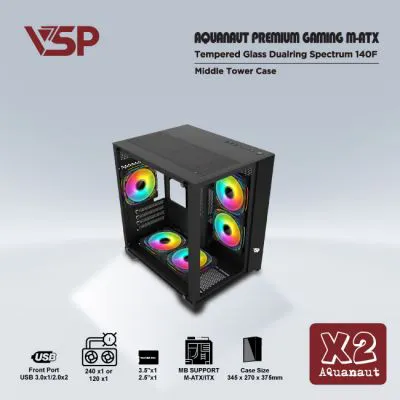 VSP
AQUANAUT PREMIUM GAMING M-ATX
Tempered Glass Dualring Spectrum 140F
Middle Tower Case
USB
Front Port
USB 3.0x1/2.0x2
240 x1 or
120 x1
3.5"x1
2.5"x1
MB SUPPORT
M-ATX/ITX
Case Size
345 x 270 x 375mm
X2
Aquanaut